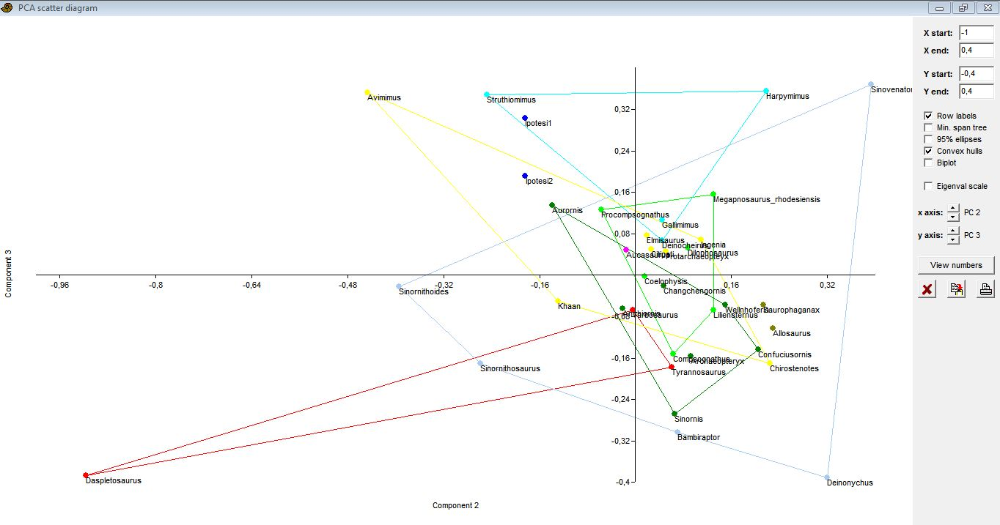 PCA scatter diagram
X start: -1
X end: 0,4
Y start: -0,4
Y end: 0,4
Row labels
Min. span tree
95% ellipses
Convex hulls
Biplot
Eigenval scale
x axis: PC 2
y axis: PC 3
View numbers
Avimimus
Struthiomimus
Harpymimus
Sinovenator
0,32
Ipotesi1
0,24
Ipotesi2
0,16
Megapnosaurus_rhodesiensis
Aurornis
Procompsognathus
Gallimimus
0,08
Elmisaurus
Deinocheirus
Ingenia
Dilophosaurus
Protarchaeopteyx
-0,96
-0,8
-0,64
-0,48
-0,32
-0,16
0,16
0,32
Coelophysis
Changchengornis
Sinornithoides
Khaan
Wellnhoferia
Saurophaganax
-0,08
Tarbosaurus
Liliensternus
Allosaurus
Confuciusornis
-0,16
Compsognathus
Archaeopteryx
Chirostenotes
Sinornithosaurus
Tyrannosaurus
-0,24
Sinornis
-0,32
Bambiraptor
Daspletosaurus
-0,4
Deinonychus
Component 3
Component 2